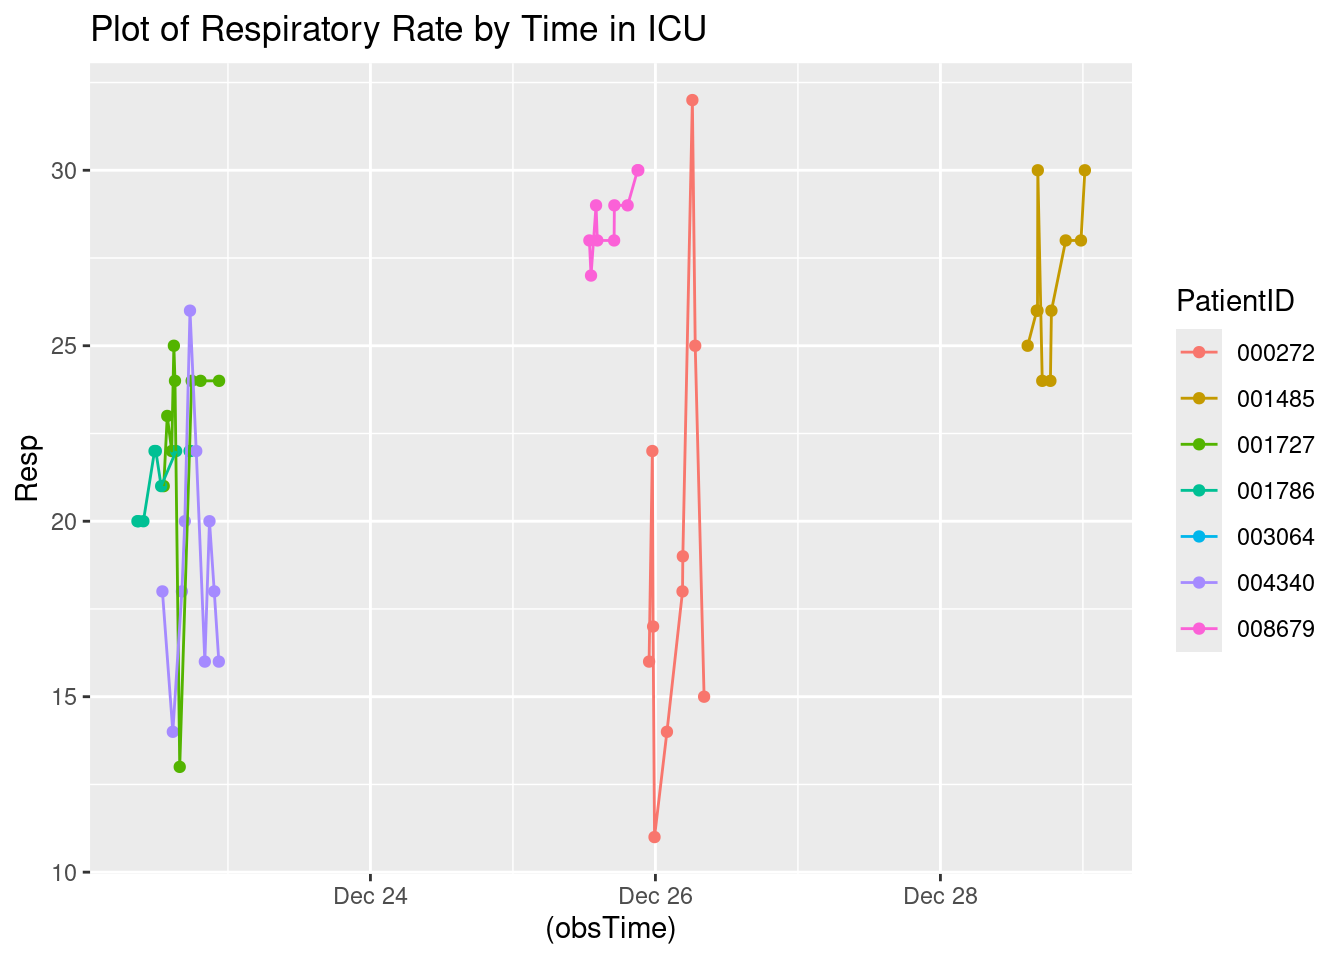 Plot of Respiratory Rate by Time in ICU
Resp
30
25
20
15
10
Dec 24
Dec 26
Dec 28
(obsTime)
PatientID
000272
001485
001727
001786
003064
004340
008679